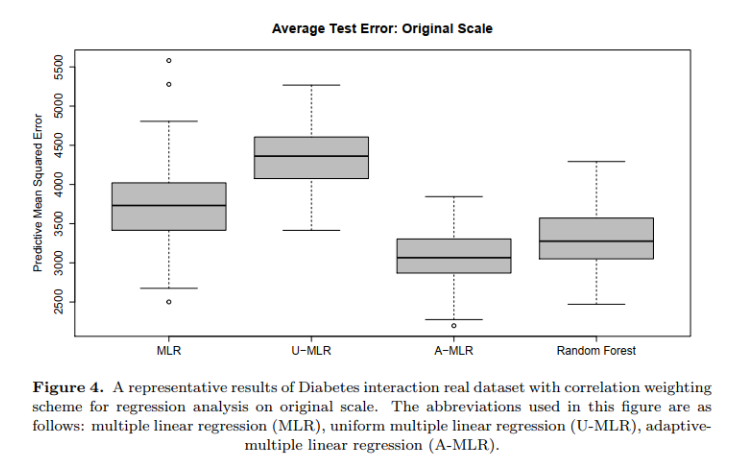 Average Test Error: Original Scale
Predictive Mean Squared Error
5500
5000
4500
4000
3500
3000
2500
MLR
U−MLR
A−MLR
Random Forest
Figure 4. A representative results of Diabetes interaction real dataset with correlation weighting
scheme for regression analysis on original scale. The abbreviations used in this figure are as
follows: multiple linear regression (MLR), uniform multiple linear regression (U-MLR), adaptive-
multiple linear regression (A-MLR).